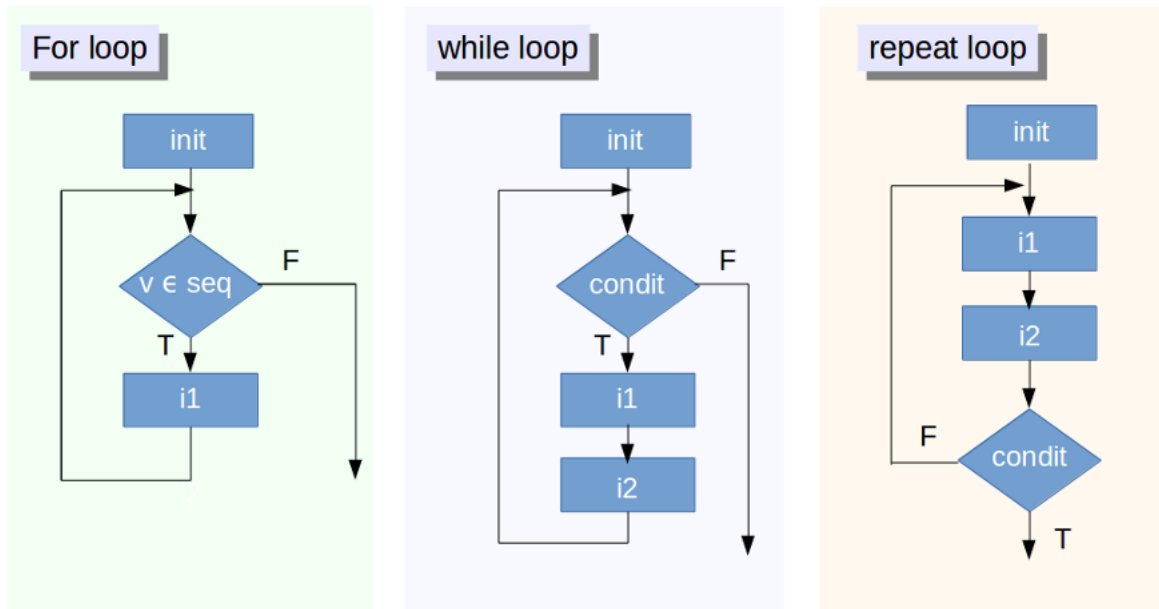 For loop
init
v ϵ seq
F
T
i1
while loop
init
condit
F
T
i1
i2
repeat loop
init
i1
i2
F
condit
T